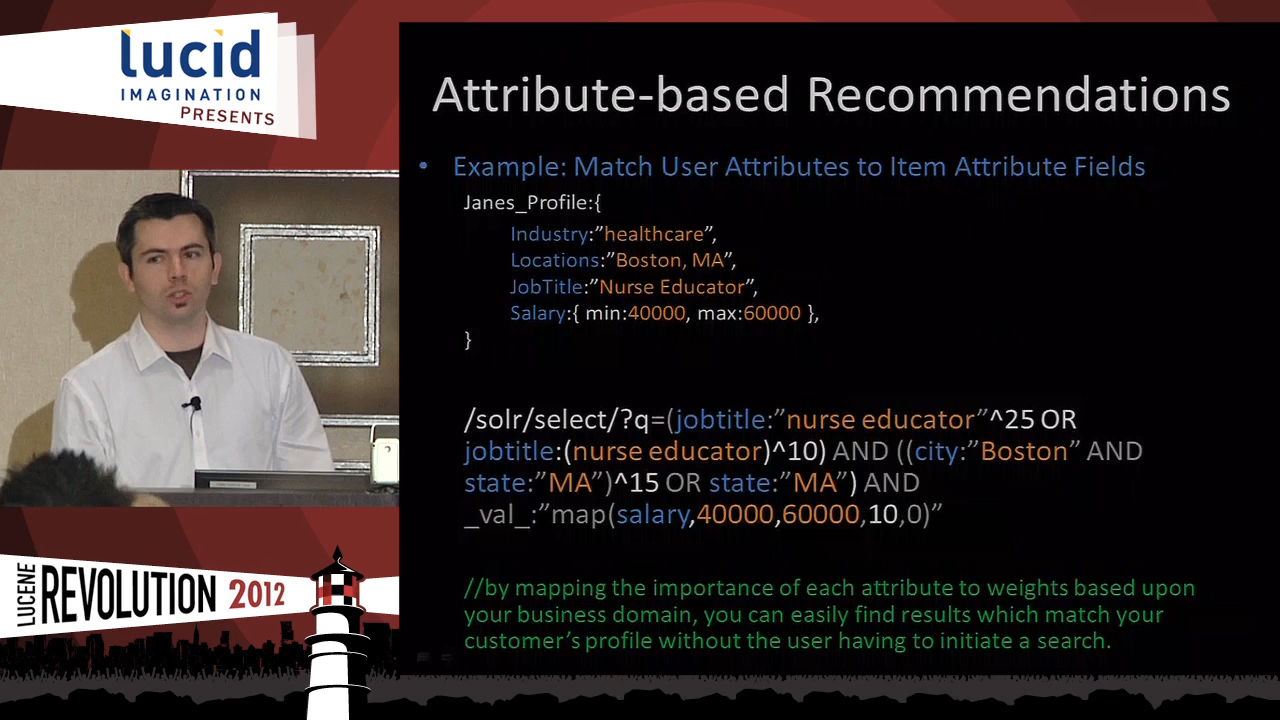 lucid
IMAGINATION
PRESENTS
Attribute-based Recommendations
• Example: Match User Attributes to Item Attribute Fields
Janes_Profile:{
Industry:”healthcare”,
Locations:”Boston, MA”,
JobTitle:”Nurse Educator”,
Salary:{ min:40000, max:60000 },
}
/solr/select/?q=(jobtitle:”nurse educator”^25 OR
jobtitle:(nurse educator)^10) AND ((city:”Boston” AND
state:”MA”)^15 OR state:”MA”) AND
_val_:”map(salary,40000,60000,10,0)”
//by mapping the importance of each attribute to weights based upon
your business domain, you can easily find results which match your
customer’s profile without the user having to initiate a search.
LUCENE
REVOLUTION 2012